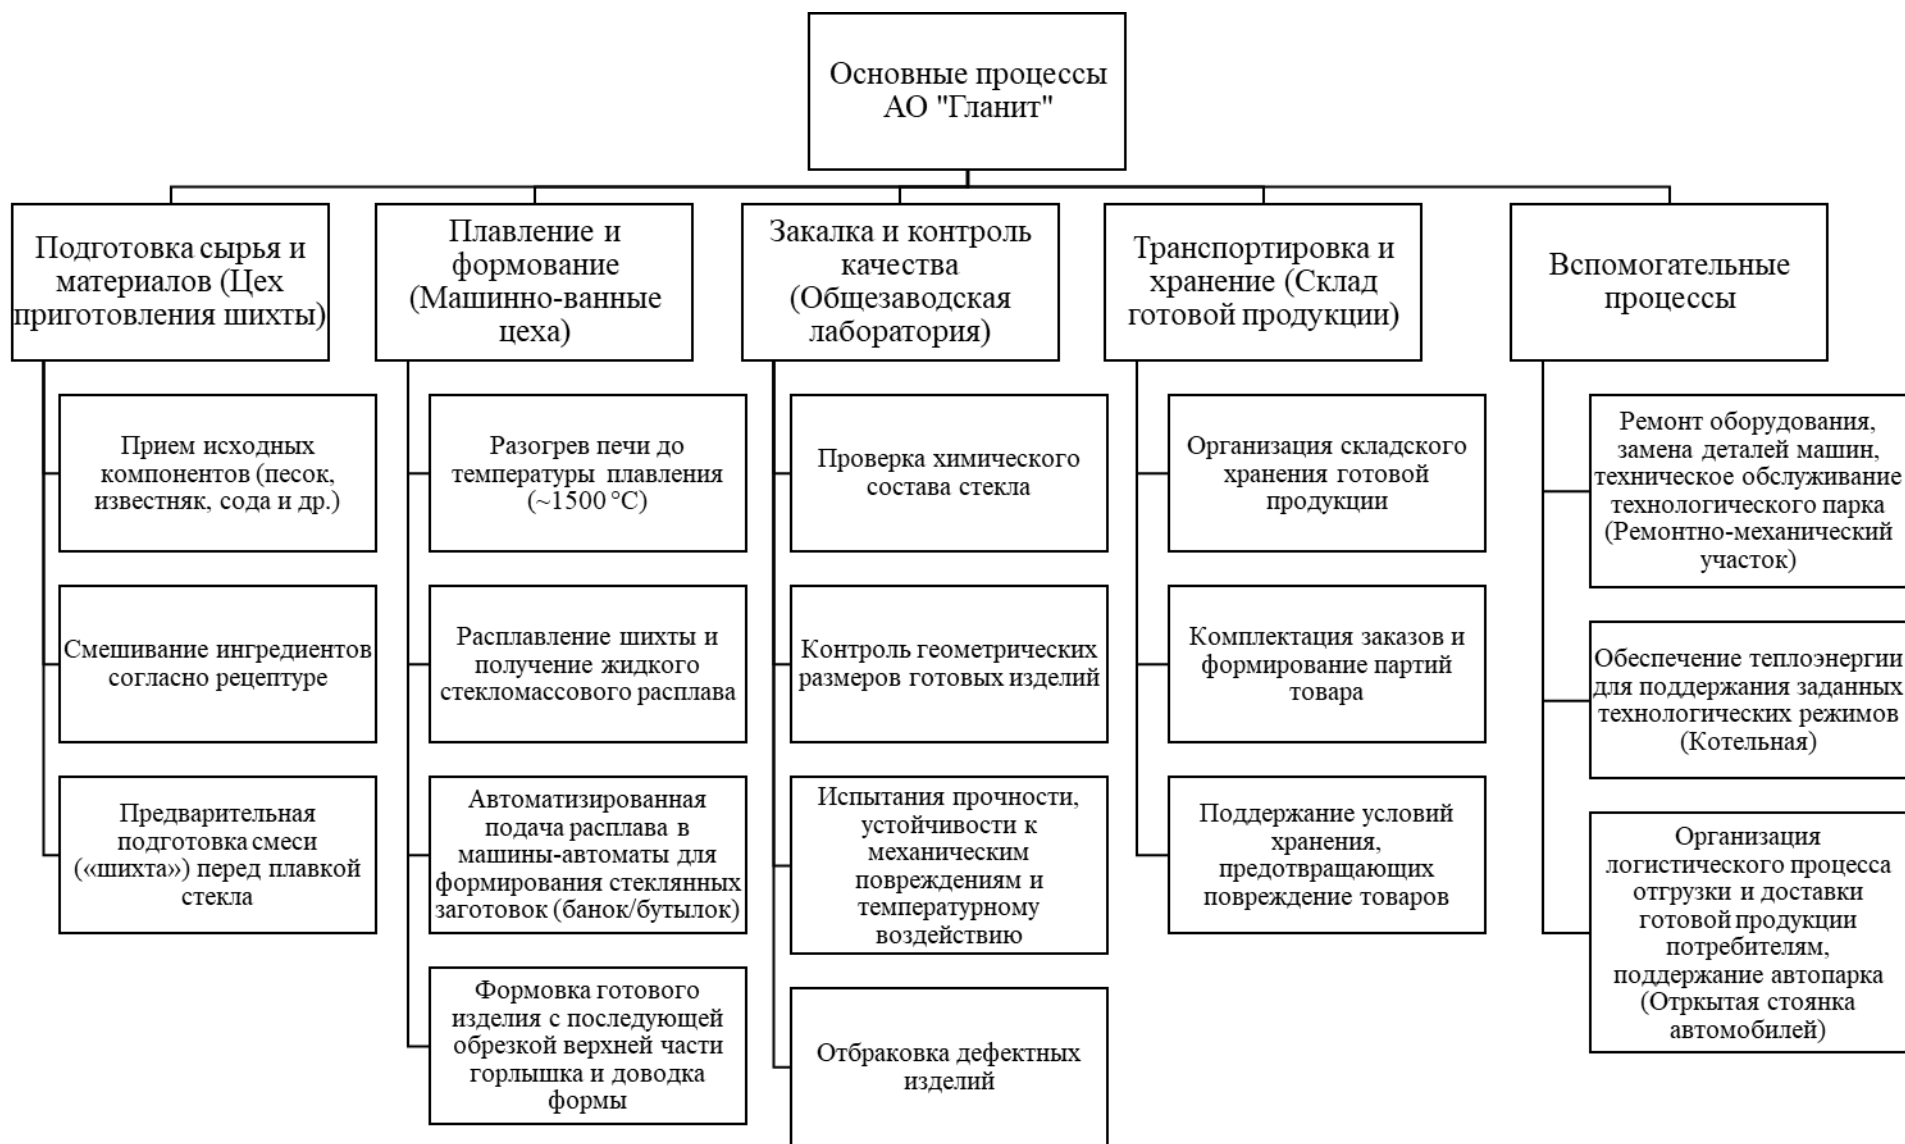 Основные процессы
АО "Гланит"
Подготовка сырья и
материалов (Цех
приготовления шихты)
Плавление и
формование
(Машинно-ванные
цеха)
Закалка и контроль
качества
(Общезаводская
лаборатория)
Транспортировка и
хранение (Склад
готовой продукции)
Вспомогательные
процессы
Прием исходных
компонентов (песок,
известняк, сода и др.)
Смешивание ингредиентов
согласно рецептуре
Предварительная
подготовка смеси
(«шихта») перед плавкой
стекла
Разогрев печи до
температуры плавления
(~1500 °C)
Расплавление шихты и
получение жидкого
стекломассового расплава
Автоматизированная
подача расплава в
машины-автоматы для
формирования стеклянных
заготовок (банок/бутылок)
Формовка готового
изделия с последующей
обрезкой верхней части
горлышка и доводка
формы
Проверка химического
состава стекла
Контроль геометрических
размеров готовых изделий
Испытания прочности,
устойчивости к
механическим
повреждениям и
температурному
воздействию
Отбраковка дефектных
изделий
Организация складского
хранения готовой
продукции
Комплектация заказов и
формирование партий
товара
Поддержание условий
хранения,
предотвращающих
повреждение товаров
Ремонт оборудования,
замена деталей машин,
техническое обслуживание
технологического парка
(Ремонтно-механический
участок)
Обеспечение теплоэнергии
для поддержания заданных
технологических режимов
(Котельная)
Организация
логистического процесса
отгрузки и доставки
готовой продукции
потребителям,
поддержание автопарка
(Отркытая стоянка
автомобилей)